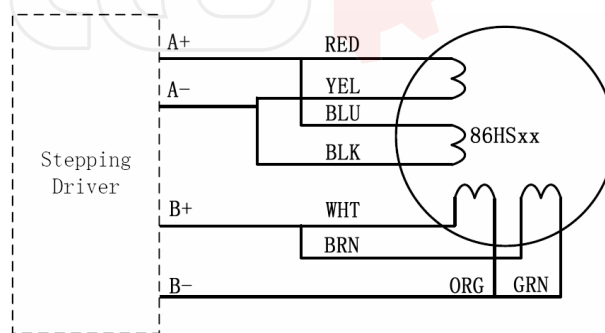 A+ RED
A- YEL
BLU
BLK
86HSxx
Stepping
Driver
B+ WHT
BRN
B- ORG GRN